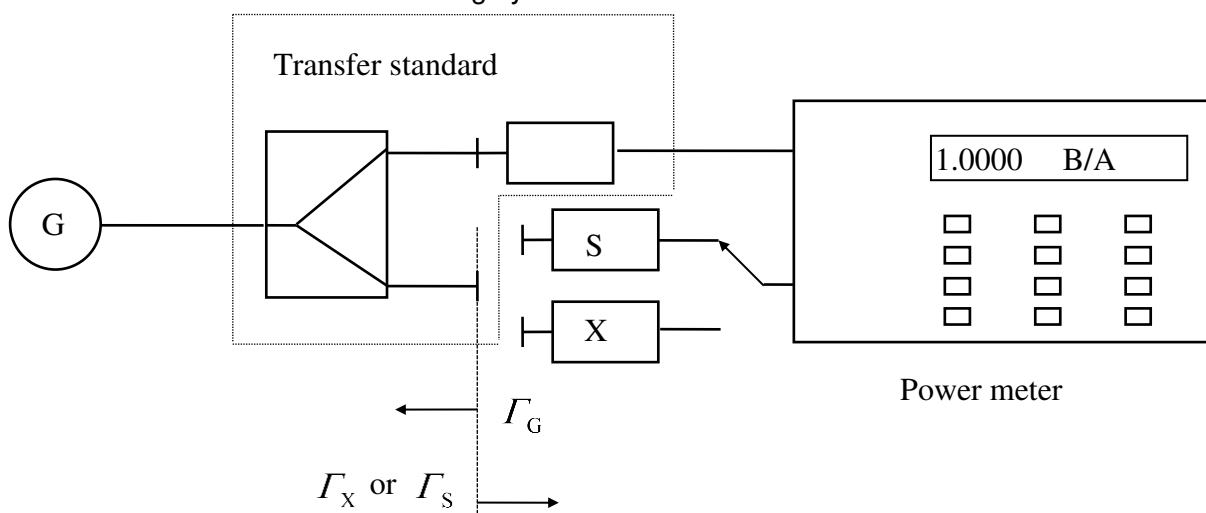 Transfer standard
1.0000 B/A
G
S
X
Power meter
Γ_G
Γ_X or Γ_S